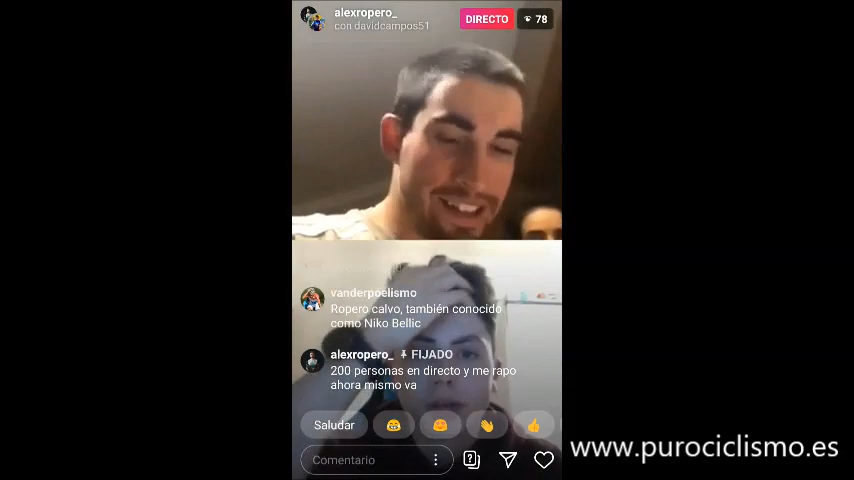 alexropero_
con davidcampos51
DIRECTO
78
vanderpoelismo
Ropero calvo, también conocido
como Niko Bellic
alexropero_ FIJADO
200 personas en directo y me rapo
ahora mismo va
Saludar
Comentario
www.purociclismo.es